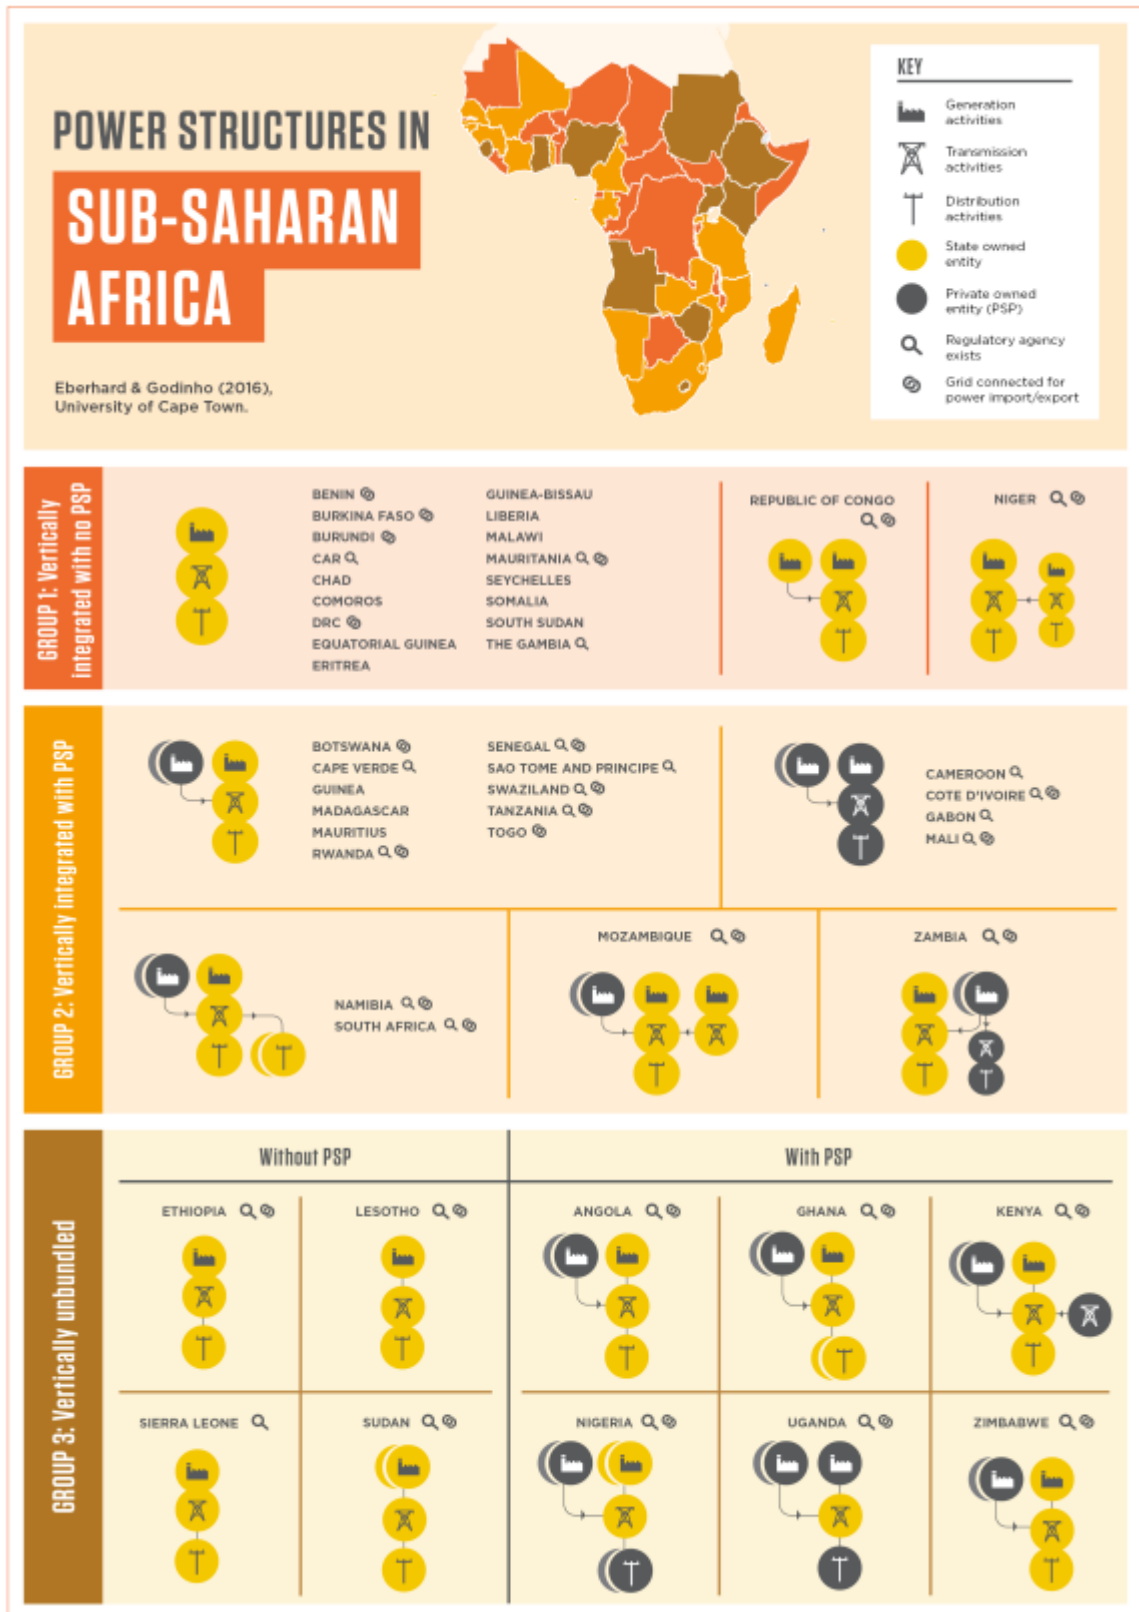 POWER STRUCTURES IN
SUB-SAHARAN
AFRICA
Eberhard & Godinho (2016),
University of Cape Town.
KEY
Generation
activities
Transmission
activities
Distribution
activities
State owned
entity
Private owned
entity (PSP)
Regulatory agency
exists
Grid connected for
power import/export
GROUP 1: Vertically
integrated with no PSP
BENIN
BURKINA FASO
BURUNDI
CAR
CHAD
COMOROS
DRC
EQUATORIAL GUINEA
ERITREA
GUINEA-BISSAU
LIBERIA
MALAWI
MAURITANIA
SEYCHELLES
SOMALIA
SOUTH SUDAN
THE GAMBIA
REPUBLIC OF CONGO
NIGER
GROUP 2: Vertically integrated with PSP
BOTSWANA
CAPE VERDE
GUINEA
MADAGASCAR
MAURITIUS
RWANDA
SENEGAL
SAO TOME AND PRINCIPE
SWAZILAND
TANZANIA
TOGO
CAMEROON
COTE D'IVOIRE
GABON
MALI
NAMIBIA
SOUTH AFRICA
MOZAMBIQUE
ZAMBIA
GROUP 3: Vertically unbundled
Without PSP
With PSP
ETHIOPIA
LESOTHO
ANGOLA
GHANA
KENYA
SIERRA LEONE
SUDAN
NIGERIA
UGANDA
ZIMBABWE